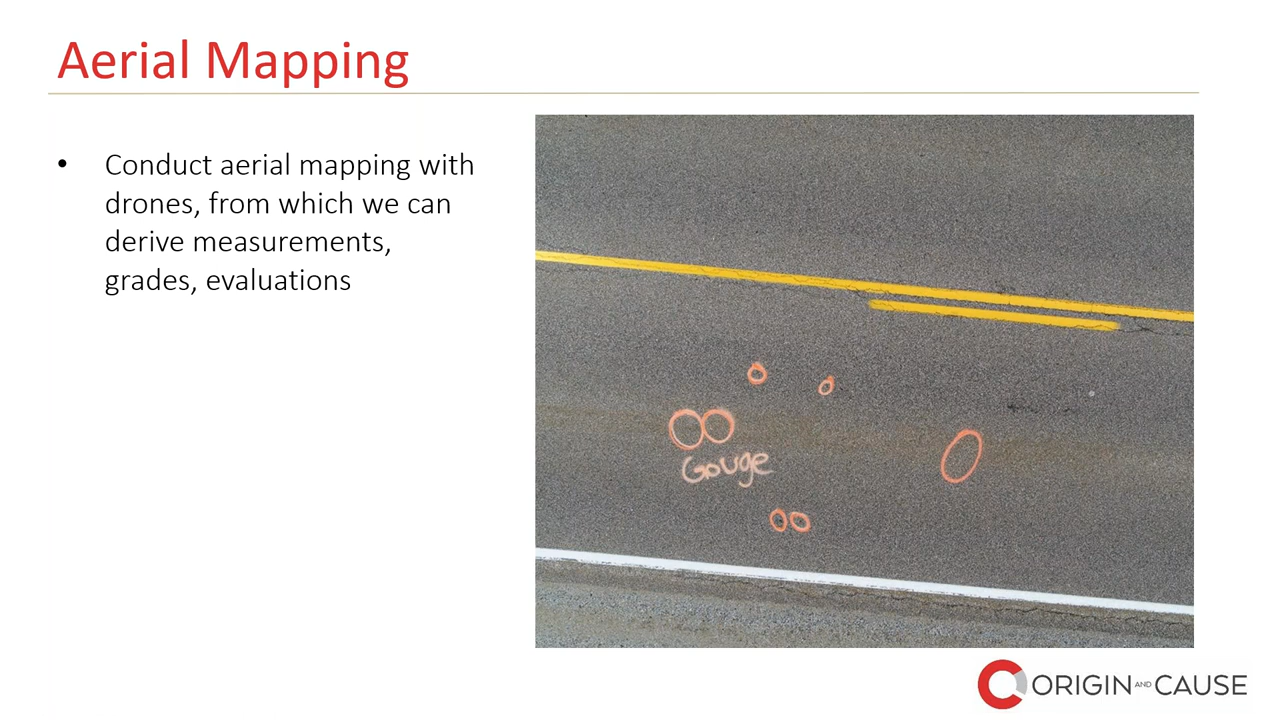 Aerial Mapping
• Conduct aerial mapping with
drones, from which we can
derive measurements,
grades, evaluations
Gouge
ORIGIN AND CAUSE